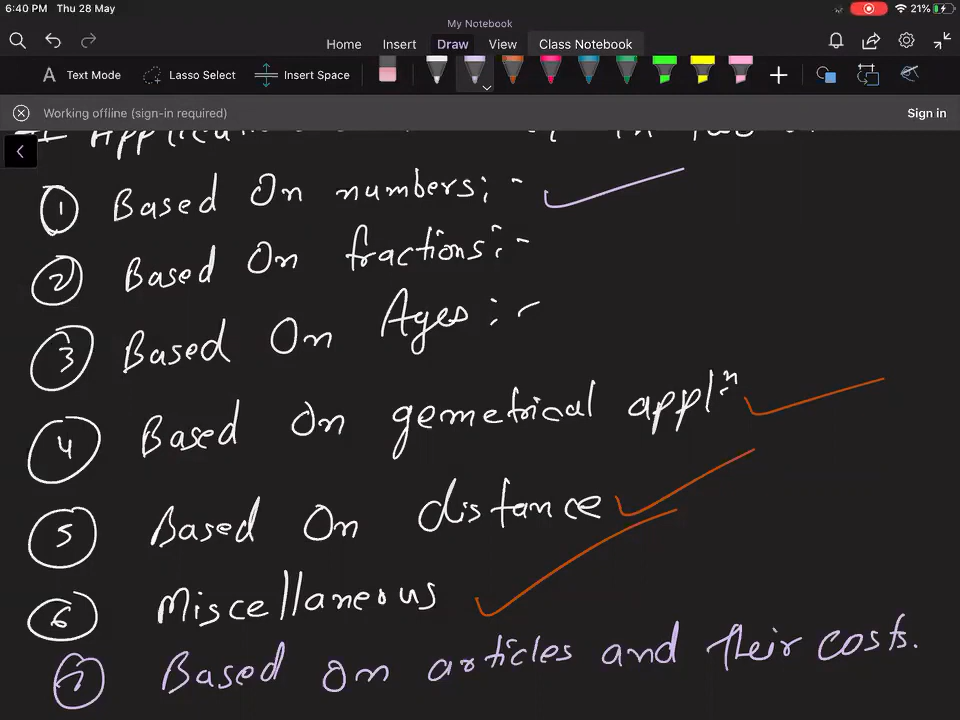 6:40 PM Thu 28 May 21%
My Notebook
Home Insert Draw View Class Notebook
Text Mode Lasso Select Insert Space
Working offline (sign-in required) Sign in
① Based On numbers:-
② Based On fractions:-
③ Based On Ages:-
④ Based On gemetrical appl:n
⑤ Based On distance
⑥ Miscellaneous
⑦ Based On articles and their costs.